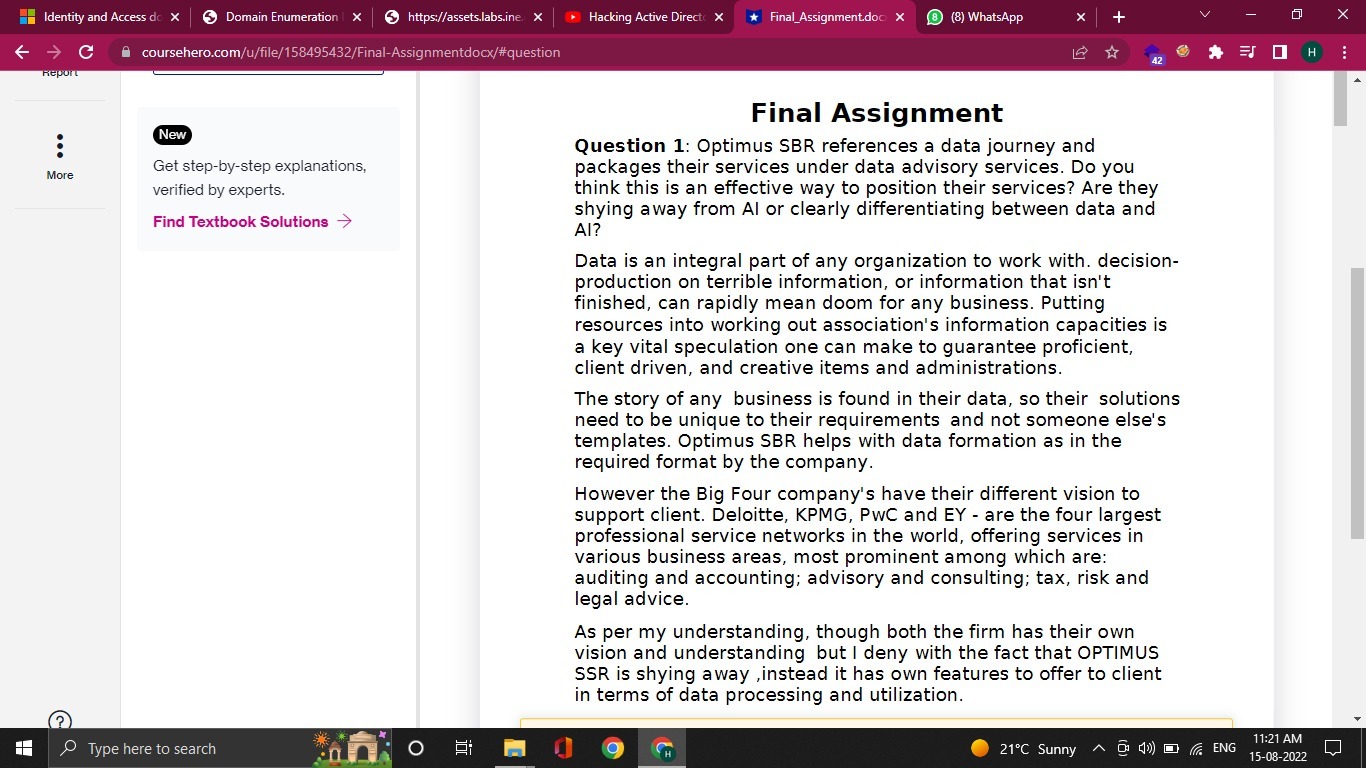 Identity and Access do
Domain Enumeration
https://assets.labs.ine.
Hacking Active Direct
Final_Assignment.doc
(8) WhatsApp
coursehero.com/u/file/158495432/Final-Assignmentdocx/#question
42
H
Report
More
New
Get step-by-step explanations,
verified by experts.
Find Textbook Solutions
Final Assignment
Question 1: Optimus SBR references a data journey and
packages their services under data advisory services. Do you
think this is an effective way to position their services? Are they
shying away from AI or clearly differentiating between data and
AI?
Data is an integral part of any organization to work with. decision-
production on terrible information, or information that isn't
finished, can rapidly mean doom for any business. Putting
resources into working out association's information capacities is
a key vital speculation one can make to guarantee proficient,
client driven, and creative items and administrations.
The story of any  business is found in their data, so their  solutions
need to be unique to their requirements  and not someone else's
templates. Optimus SBR helps with data formation as in the
required format by the company.
However the Big Four company's have their different vision to
support client. Deloitte, KPMG, PwC and EY - are the four largest
professional service networks in the world, offering services in
various business areas, most prominent among which are:
auditing and accounting; advisory and consulting; tax, risk and
legal advice.
As per my understanding, though both the firm has their own
vision and understanding  but I deny with the fact that OPTIMUS
SSR is shying away ,instead it has own features to offer to client
in terms of data processing and utilization.
?
Type here to search
H
21°C Sunny
ENG
11:21 AM
15-08-2022